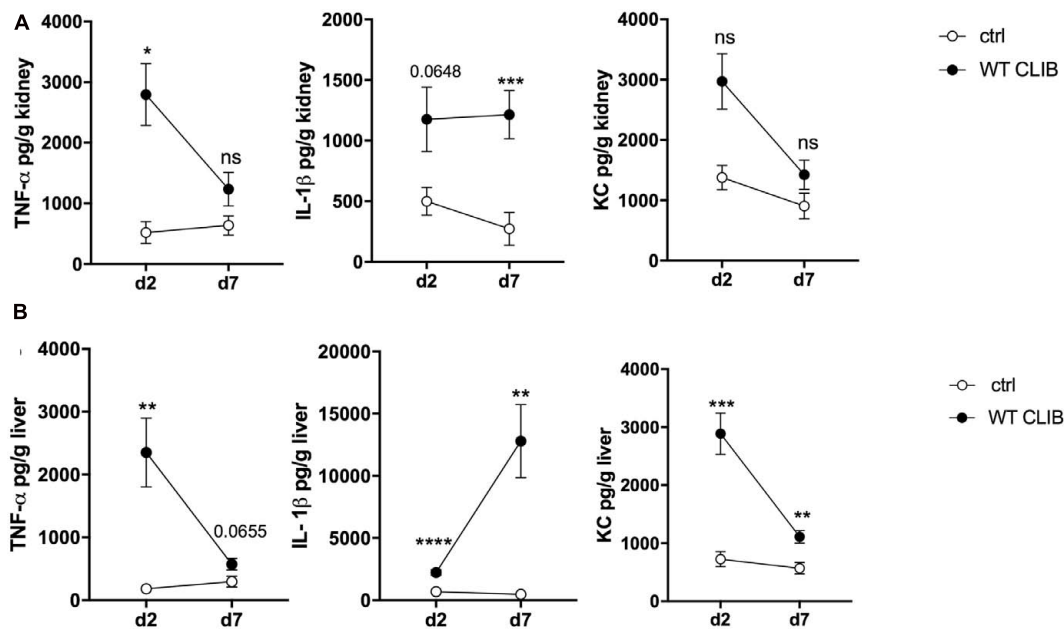 A
TNF-α pg/g kidney
4000
3000
2000
1000
0
*
ns
d2
d7
IL-1β pg/g kidney
2000
1500
1000
500
0
0.0648
***
d2
d7
KC pg/g kidney
4000
3000
2000
1000
0
ns
ns
d2
d7
ctrl
WT CLIB
B
TNF-α pg/g liver
4000
3000
2000
1000
0
**
0.0655
d2
d7
IL- 1β pg/g liver
20000
15000
10000
5000
0
****
**
d2
d7
KC pg/g liver
4000
3000
2000
1000
0
***
**
d2
d7
ctrl
WT CLIB